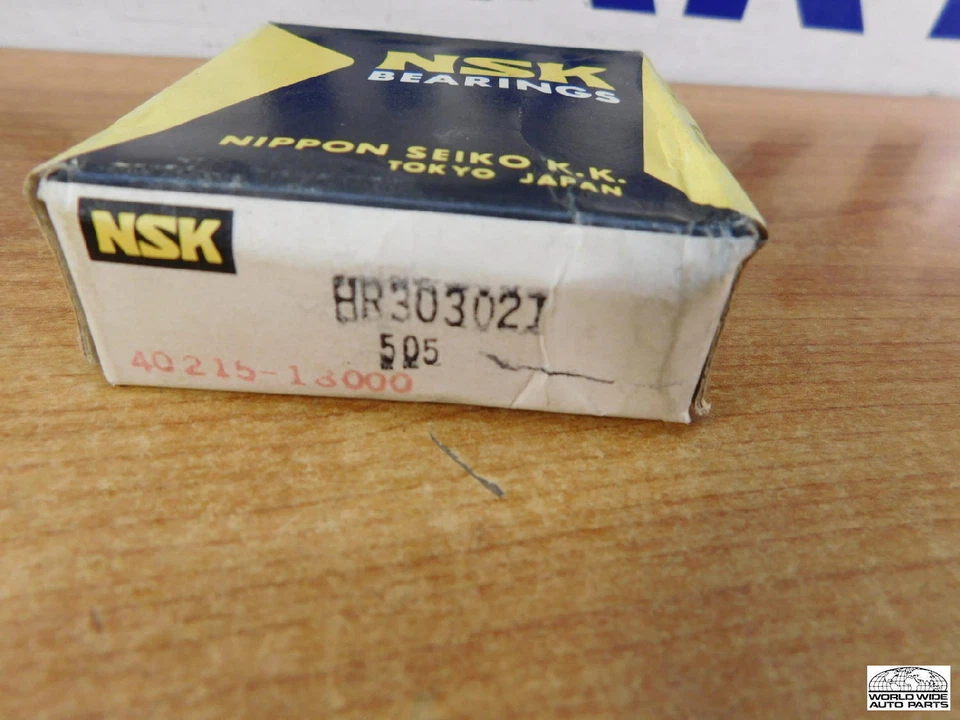 NSK
BEARINGS
NIPPON SEIKO K.K.
TOKYO JAPAN
NSK
HR30302J
505
40215-13000
WORLD WIDE
AUTO PARTS